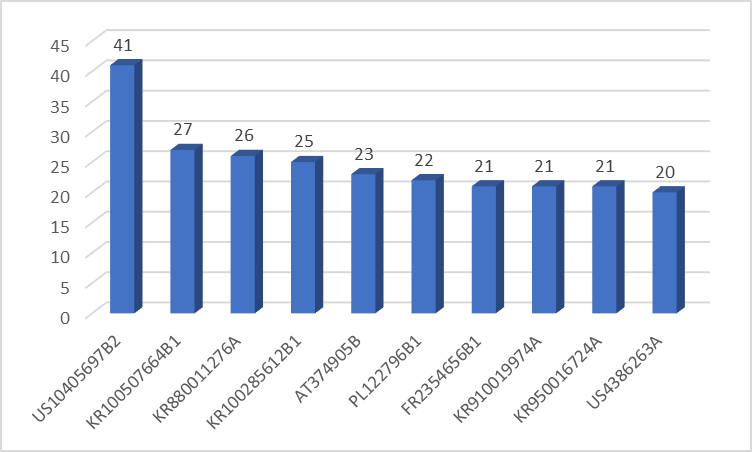 45
40
35
30
25
20
15
10
5
0
41
27
26
25
23
22
21
21
21
20
US10405697B2
KR100507664B1
KR880011276A
KR100285612B1
AT374905B
PL122796B1
FR2354656B1
KR910019974A
KR950016724A
US4386263A